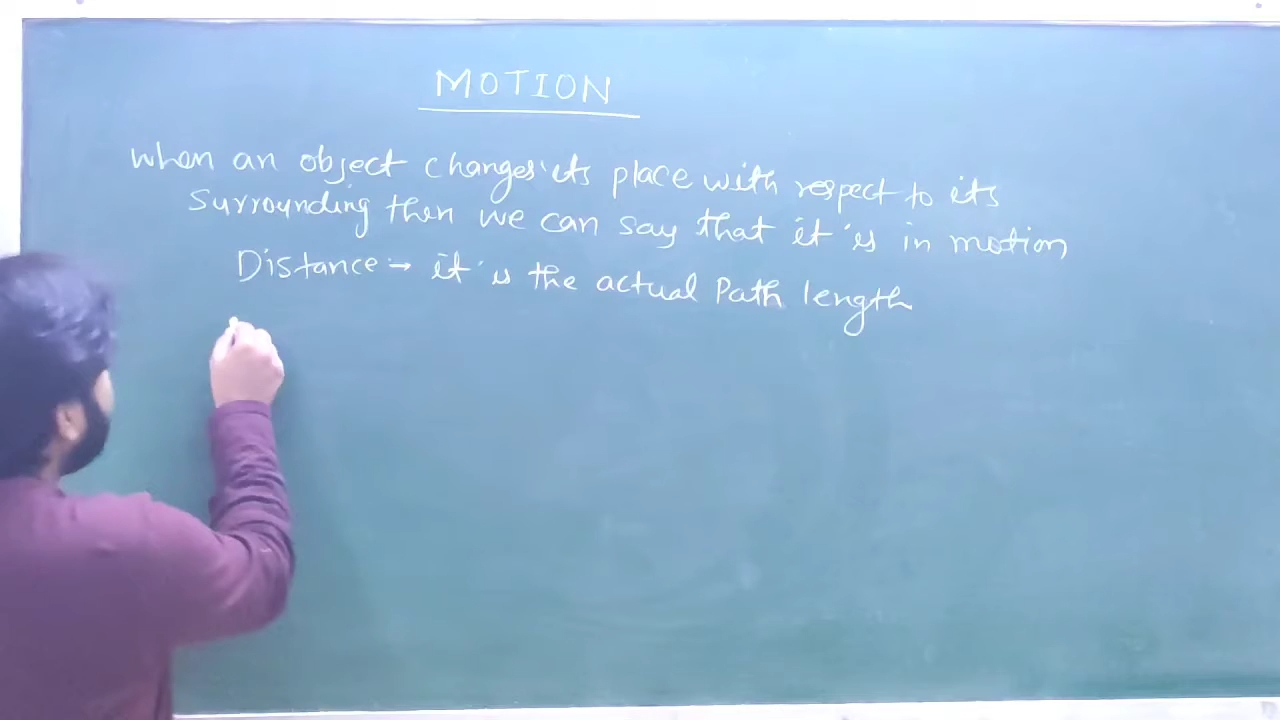 MOTION
when an object changes its place with respect to its
Surrounding then we can say that it is in motion
Distance :- it is the actual Path length